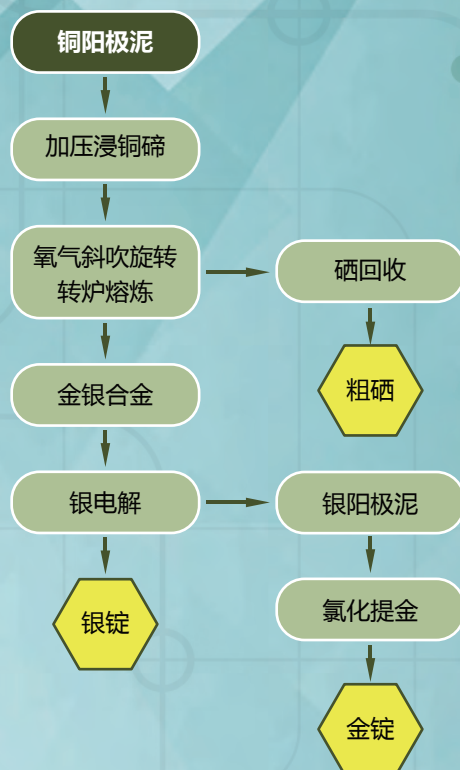 铜阳极泥
加压浸铜碲
氧气斜吹旋转
转炉熔炼
硒回收
粗硒
金银合金
银电解
银阳极泥
银锭
氯化提金
金锭